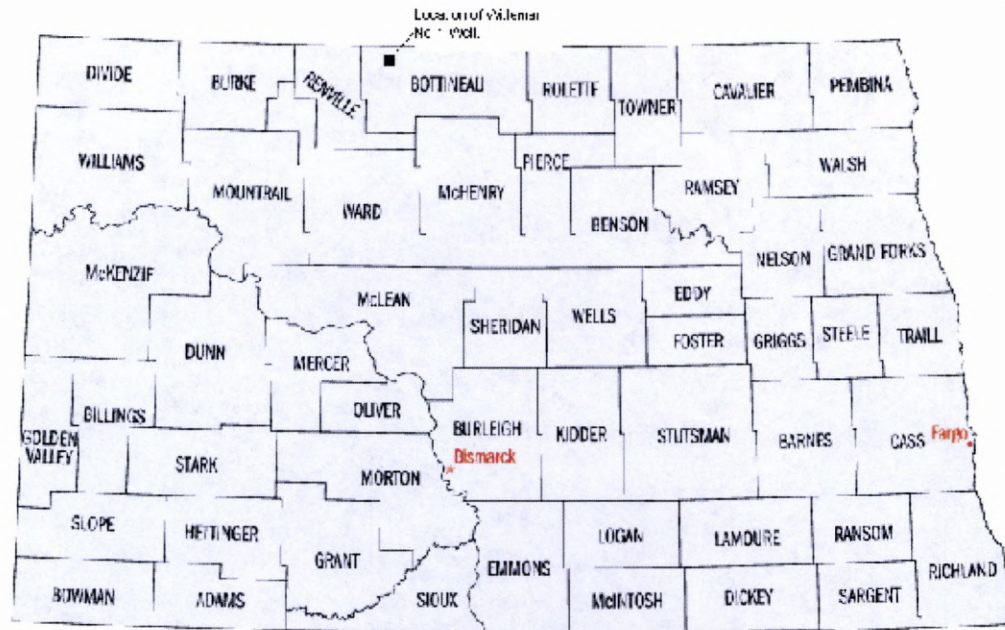 Location of
No. 1 Well.
DIVIDE
BURKE
RENVILLE
BOTTINEAU
ROLETTE
TOWNER
CAVALIER
PEMBINA
WILLIAMS
MOUNTRAIL
WARD
McHENRY
PIERCE
BENSON
RAMSEY
WALSH
McKENZIE
McLEAN
NELSON
GRAND FORKS
DUNN
MERCER
SHERIDAN
WELLS
EDDY
FOSTER
GRIGGS
STEELE
TRAILL
BILLINGS
GOLDEN
VALLEY
OLIVER
BURLEIGH
KIDDER
STUTSMAN
BARNES
CASS
Fargo
STARK
MORTON
Bismarck
SLOPE
HETTINGER
GRANT
LOGAN
LAMOURE
RANSOM
EMMONS
RICHLAND
BOWMAN
ADAMS
SIOUX
McINTOSH
DICKEY
SARGENT